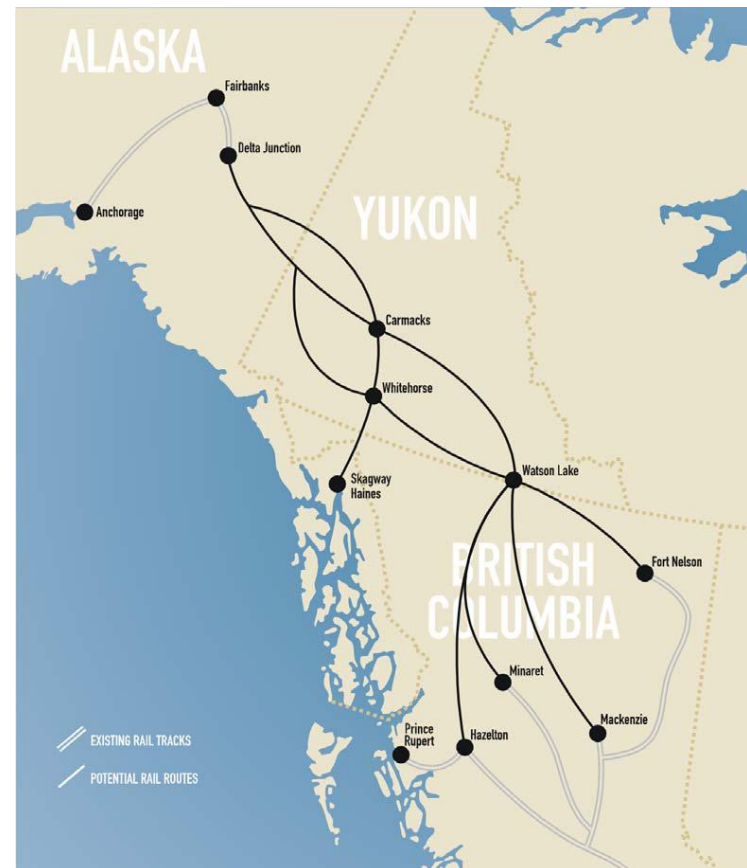 ALASKA
Fairbanks
Delta Junction
Anchorage
YUKON
Carmacks
Whitehorse
Watson Lake
Skagway
Haines
BRITISH
COLUMBIA
Fort Nelson
Minaret
Prince
Rupert
Hazelton
Mackenzie
EXISTING RAIL TRACKS
POTENTIAL RAIL ROUTES